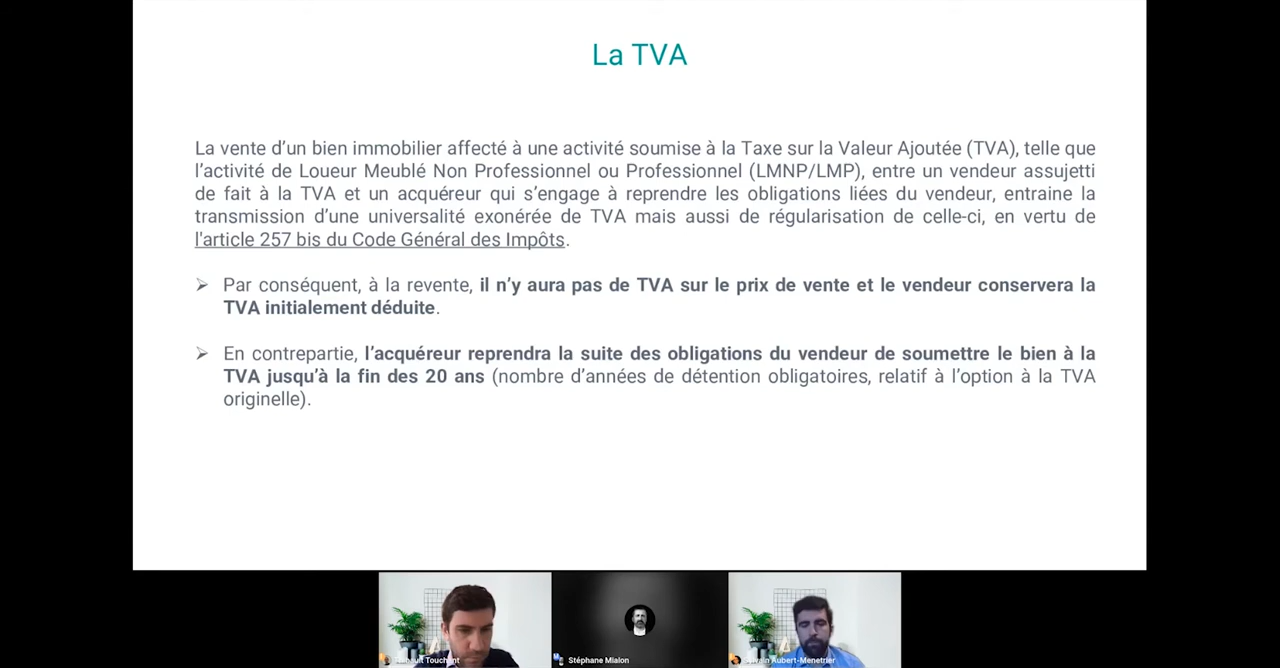 La TVA
La vente d’un bien immobilier affecté à une activité soumise à la Taxe sur la Valeur Ajoutée (TVA), telle que
l’activité de Loueur Meublé Non Professionnel ou Professionnel (LMNP/LMP), entre un vendeur assujetti
de fait à la TVA et un acquéreur qui s’engage à reprendre les obligations liées du vendeur, entraine la
transmission d’une universalité exonérée de TVA mais aussi de régularisation de celle-ci, en vertu de
l'article 257 bis du Code Général des Impôts.
➢ Par conséquent, à la revente, il n’y aura pas de TVA sur le prix de vente et le vendeur conservera la
TVA initialement déduite.
➢ En contrepartie, l’acquéreur reprendra la suite des obligations du vendeur de soumettre le bien à la
TVA jusqu’à la fin des 20 ans (nombre d’années de détention obligatoires, relatif à l’option à la TVA
originelle).
Stéphane Mialon
Aubert-Menetrier